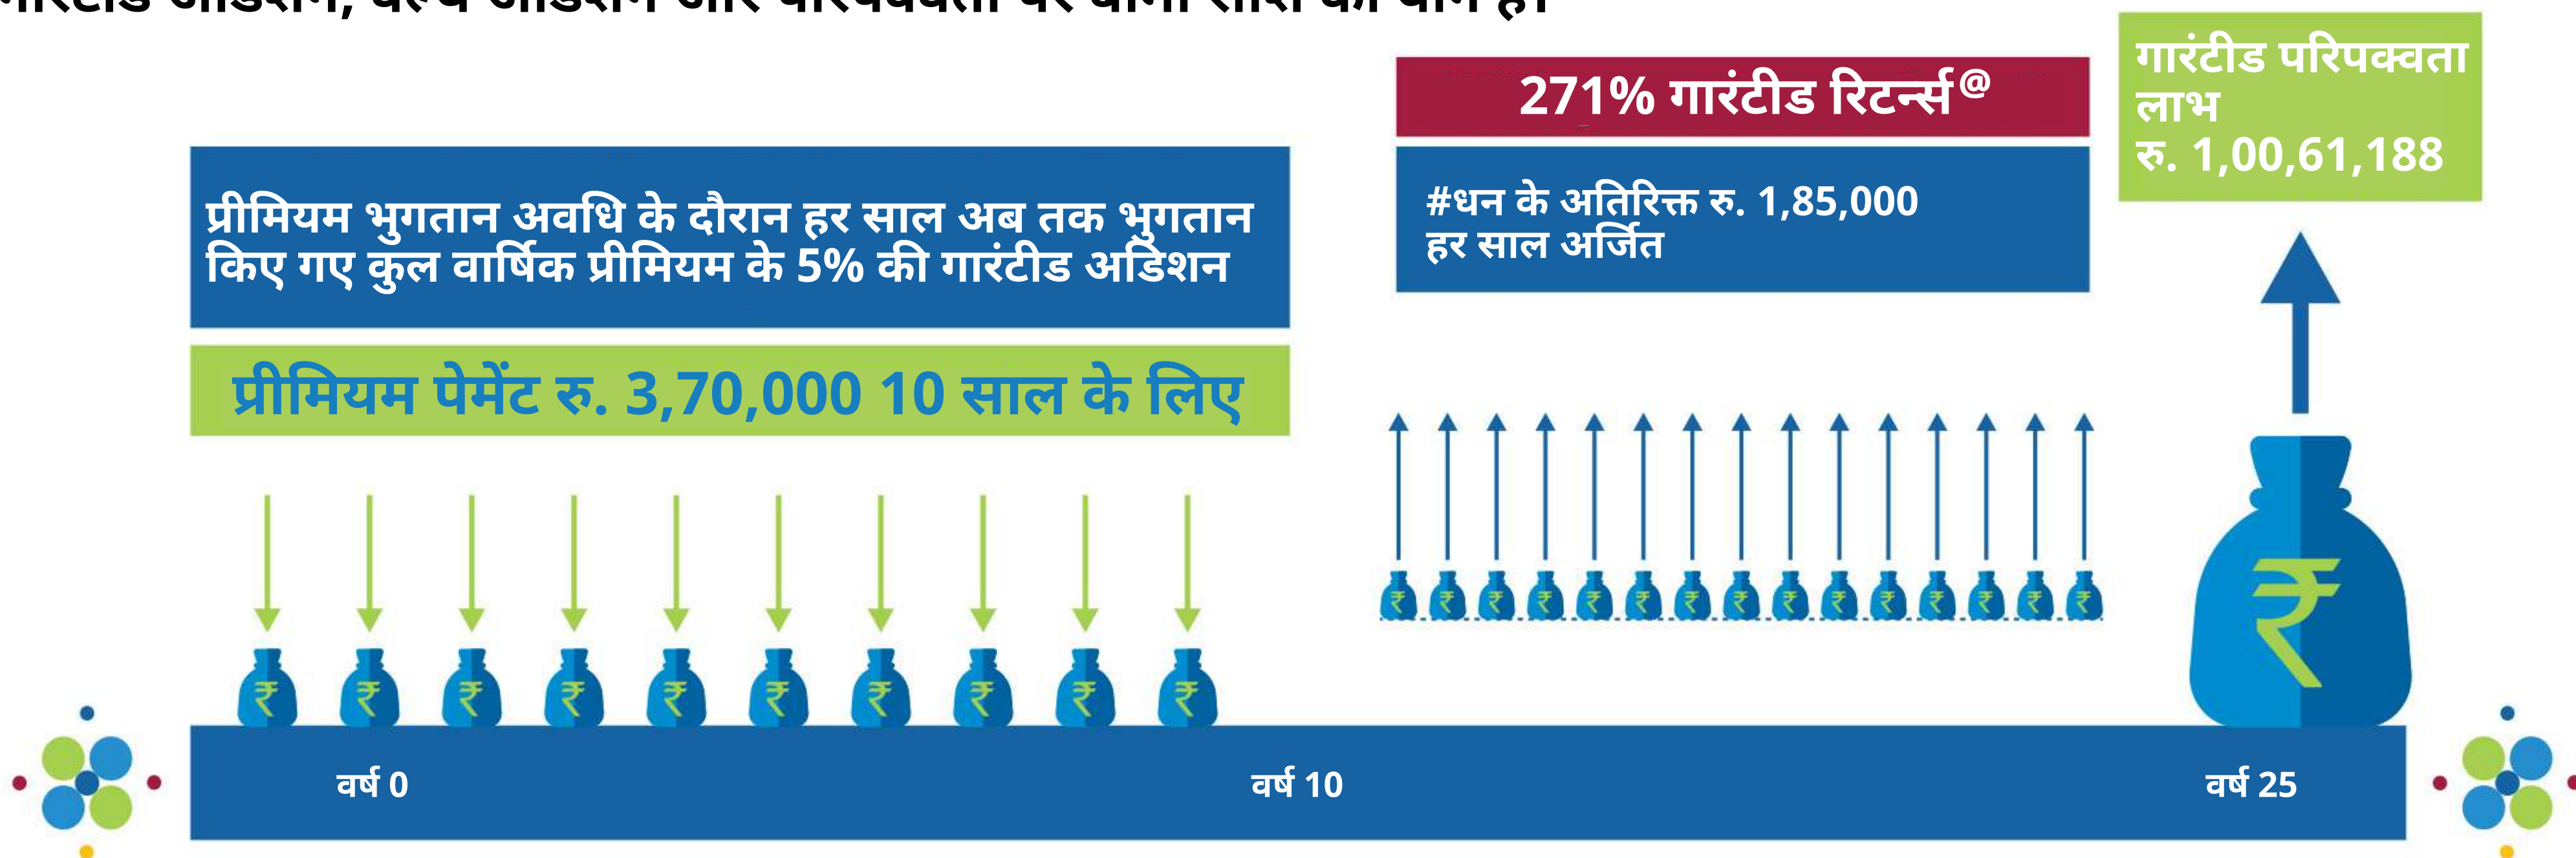 271% गारंटीड रिटर्न्स@
गारंटीड परिपक्वता
लाभ
रु. 1,00,61,188
प्रीमियम भुगतान अवधि के दौरान हर साल अब तक भुगतान
किए गए कुल वार्षिक प्रीमियम के 5% की गारंटीड अडिशन
#धन के अतिरिक्त रु. 1,85,000
हर साल अर्जित
प्रीमियम पेमेंट रु. 3,70,000 10 साल के लिए
वर्ष 0
वर्ष 10
वर्ष 25